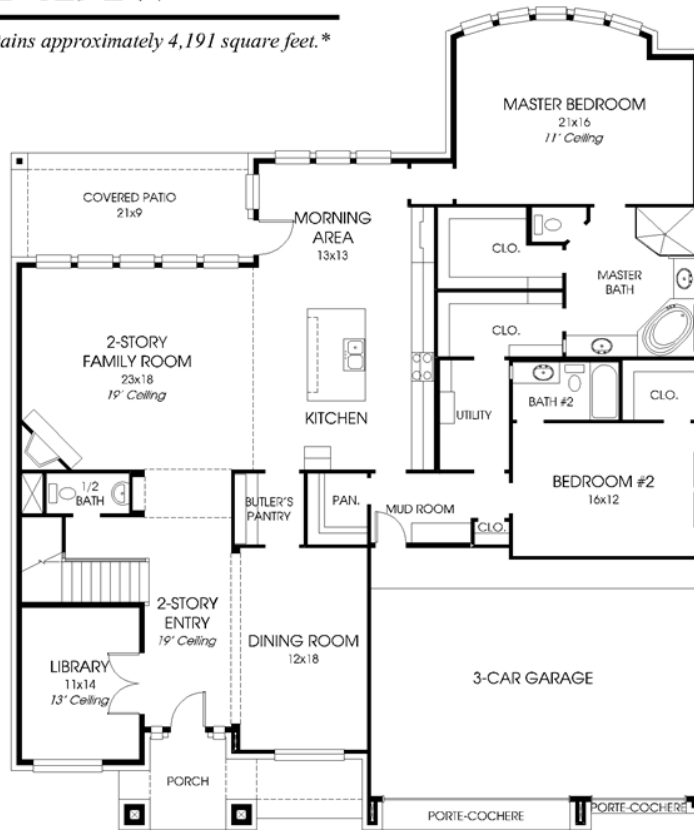 approximately 4,191 square feet.*
MASTER BEDROOM
21x16
11' Ceiling
COVERED PATIO
21x9
MORNING
AREA
13x13
CLO.
MASTER
BATH
2-STORY
FAMILY ROOM
23x18
19' Ceiling
CLO.
KITCHEN
UTILITY
BATH #2
CLO.
1/2
BATH
BUTLER'S
PANTRY
PAN.
MUD ROOM
CLO.
BEDROOM #2
16x12
2-STORY
ENTRY
19' Ceiling
DINING ROOM
12x18
LIBRARY
11x14
13' Ceiling
3-CAR GARAGE
PORCH
PORTE-COCHERE
PORTE-COCHERE